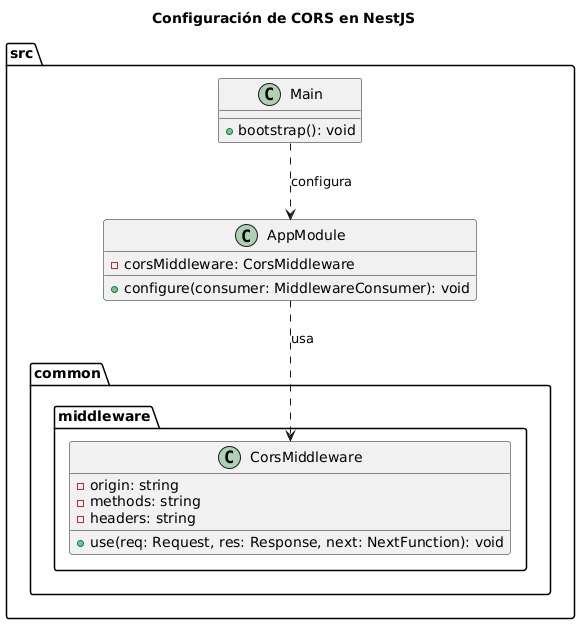 Configuración de CORS en NestJS
src
C Main
bootstrap(): void
configura
C AppModule
corsMiddleware: CorsMiddleware
configure(consumer: MiddlewareConsumer): void
usa
common
middleware
C CorsMiddleware
origin: string
methods: string
headers: string
use(req: Request, res: Response, next: NextFunction): void